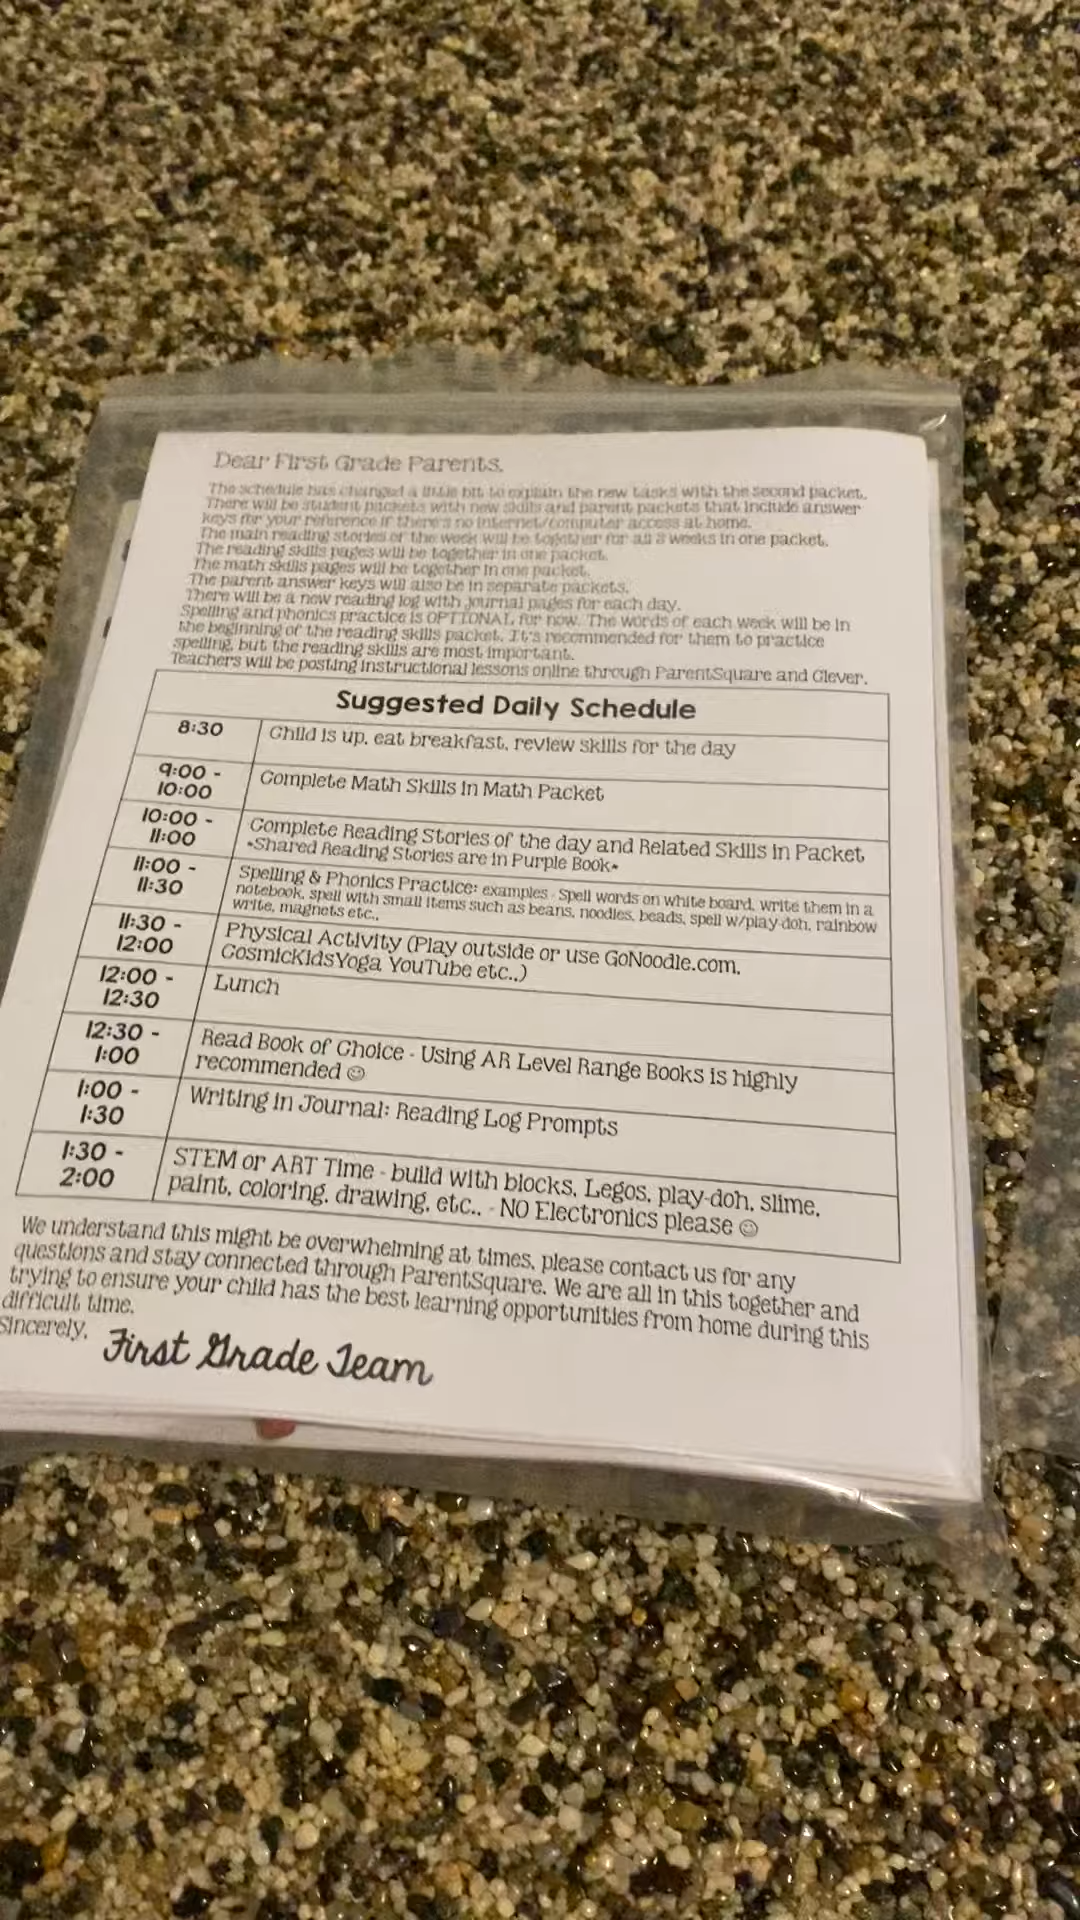 Dear First Grade Parents,
The schedule has changed a little bit to explain the new tasks with the second packet.
There will be student packets with new skills and parent packets that include answer
keys for your reference if there's no internet/computer access at home.
The main reading stories of the week will be together for all 3 weeks in one packet.
The reading skills pages will be together in one packet.
The math skills pages will be together in one packet.
The parent answer keys will also be in separate packets.
There will be a new reading log with journal pages for each day.
Spelling and phonics practice is OPTIONAL for now. The words of each week will be in
the beginning of the reading skills packet. It's recommended for them to practice
spelling, but the reading skills are most important.
Teachers will be posting instructional lessons online through ParentSquare and Clever.
Suggested Daily Schedule
8:30 Child is up, eat breakfast, review skills for the day
9:00 - 
10:00
Complete Math Skills in Math Packet
10:00 - 
11:00
Complete Reading Stories of the day and Related Skills in Packet
*Shared Reading Stories are in Purple Book*
11:00 - 
11:30
Spelling & Phonics Practice: examples - Spell words on white board, write them in a
notebook, spell with small items such as beans, noodles, beads, spell w/play-doh, rainbow
write, magnets etc..
11:30 - 
12:00
Physical Activity (Play outside or use GoNoodle.com,
CosmicKidsYoga YouTube etc..)
12:00 - 
12:30
Lunch
12:30 - 
1:00
Read Book of Choice - Using AR Level Range Books is highly
recommended ☺
1:00 - 
1:30
Writing in Journal: Reading Log Prompts
1:30 - 
2:00
STEM or ART Time - build with blocks, Legos, play-doh, slime,
paint, coloring, drawing, etc.. - NO Electronics please ☺
We understand this might be overwhelming at times, please contact us for any
questions and stay connected through ParentSquare. We are all in this together and
trying to ensure your child has the best learning opportunities from home during this
difficult time.
Sincerely,
First Grade Team